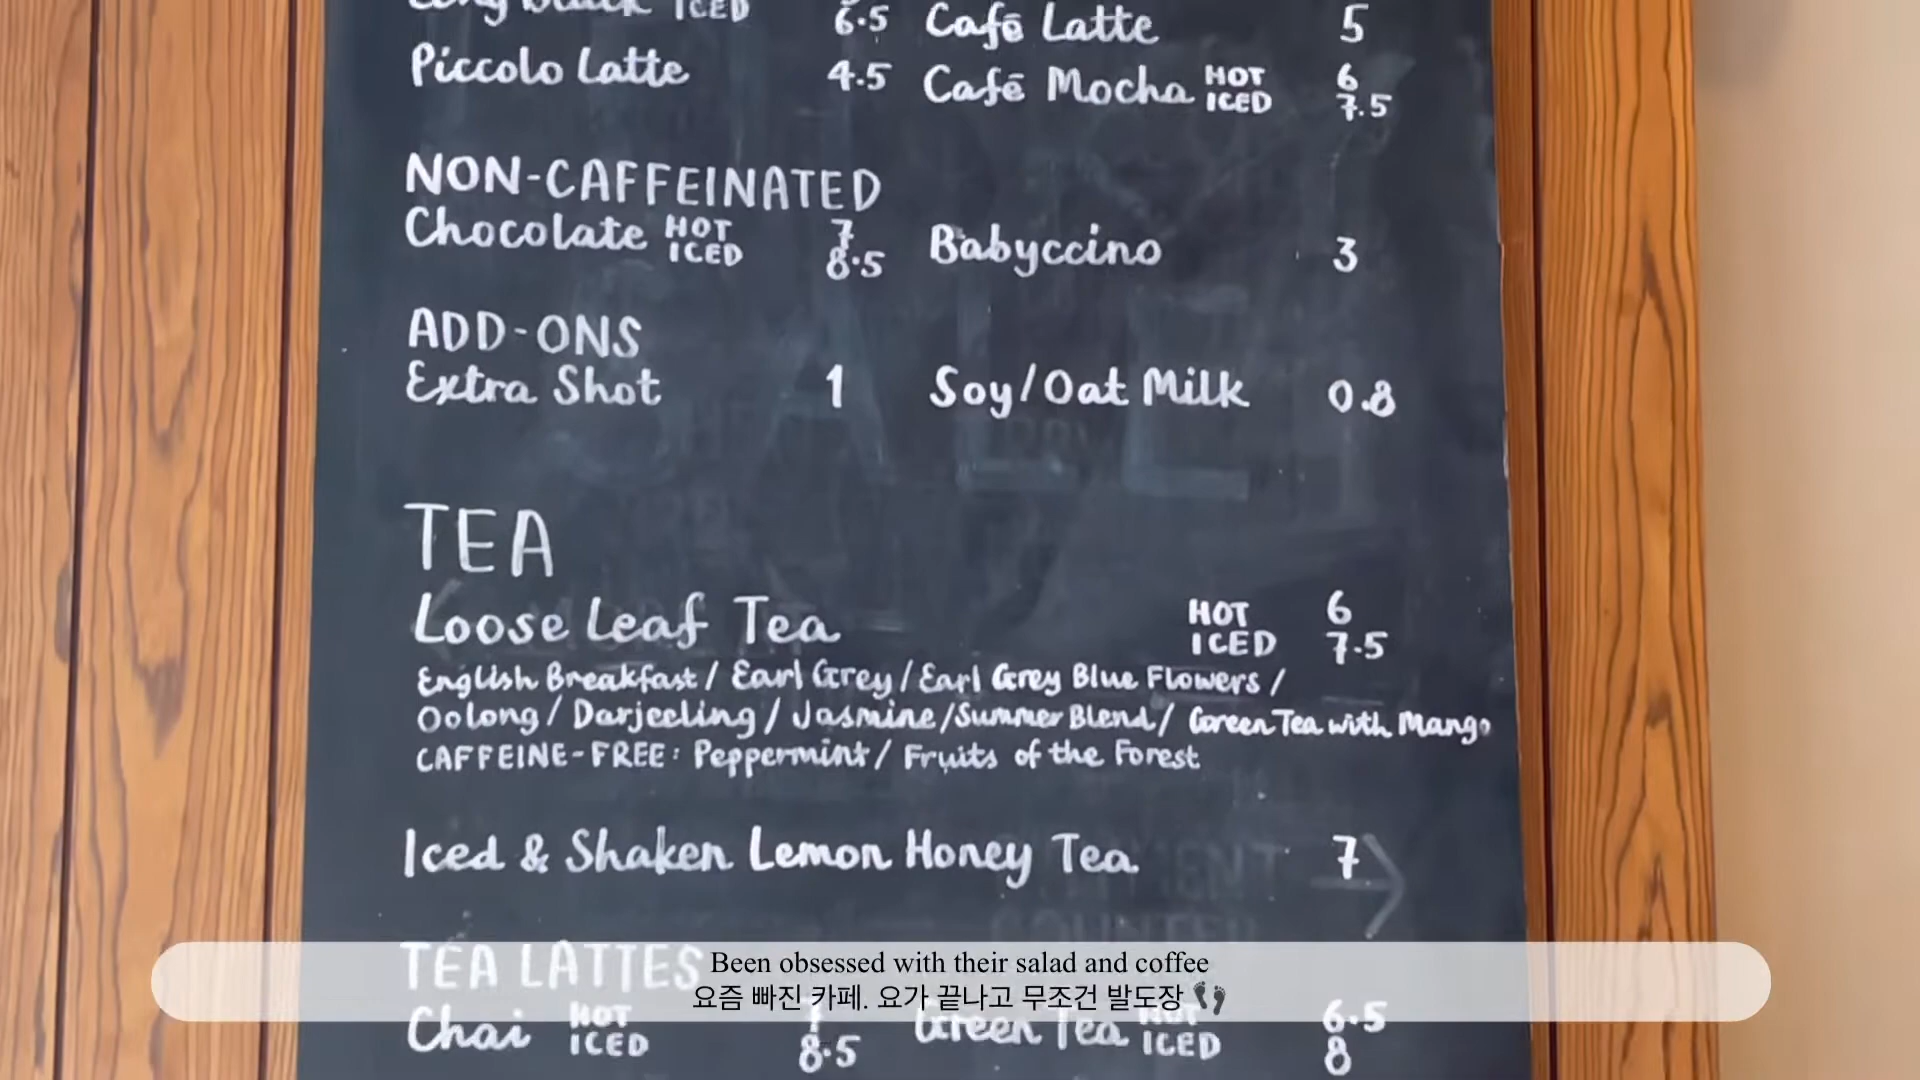 ICED 6.5 Café Latte 5
Piccolo Latte 4.5 Café Mocha HOT 6
ICED 7.5
NON-CAFFEINATED
Chocolate HOT 7 Babyccino 3
ICED 8.5
ADD-ONS
Extra Shot 1 Soy/Oat Milk 0.8
TEA
Loose Leaf Tea HOT 6
ICED 7.5
English Breakfast / Earl Grey / Earl Grey Blue Flowers /
Oolong / Darjeeling / Jasmine / Summer Blend / Green Tea with Mango
CAFFEINE-FREE: Peppermint / Fruits of the Forest
Iced & Shaken Lemon Honey Tea 7
TEA LATTES
Been obsessed with their salad and coffee
요즘 빠진 카페. 요가 끝나고 무조건 발도장 👣
Chai HOT Green Tea HOT 6.5
ICED 8.5 ICED 8